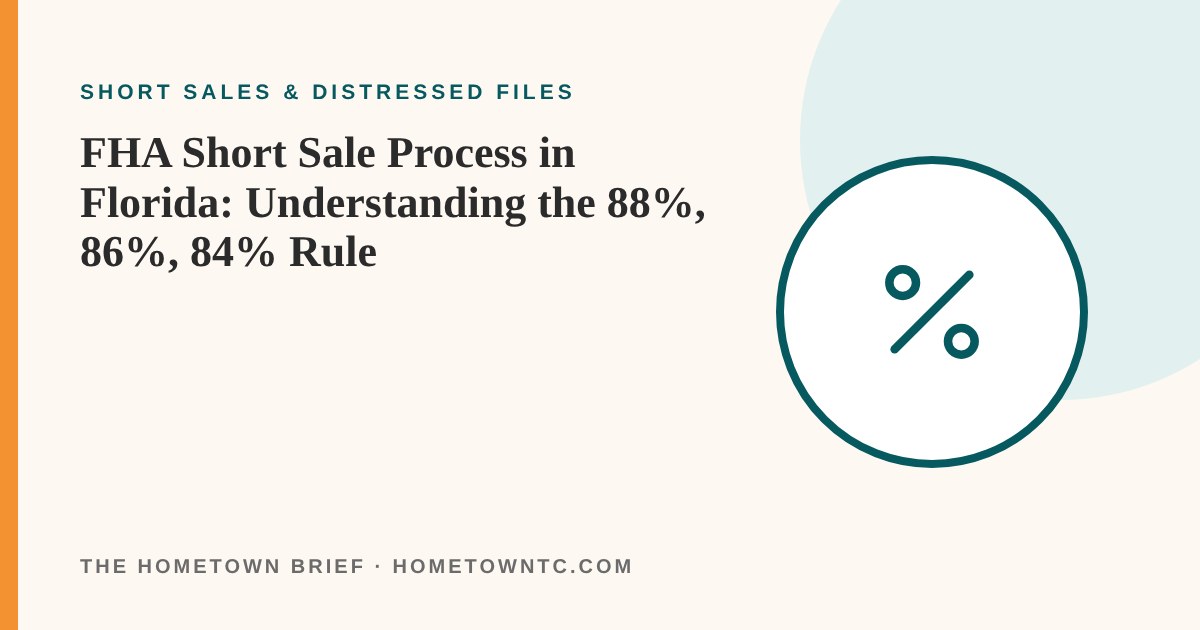 SHORT SALES & DISTRESSED FILES
FHA Short Sale Process in
Florida: Understanding the 88%,
86%, 84% Rule
%
THE HOMETOWN BRIEF · HOMETOWNTC.COM